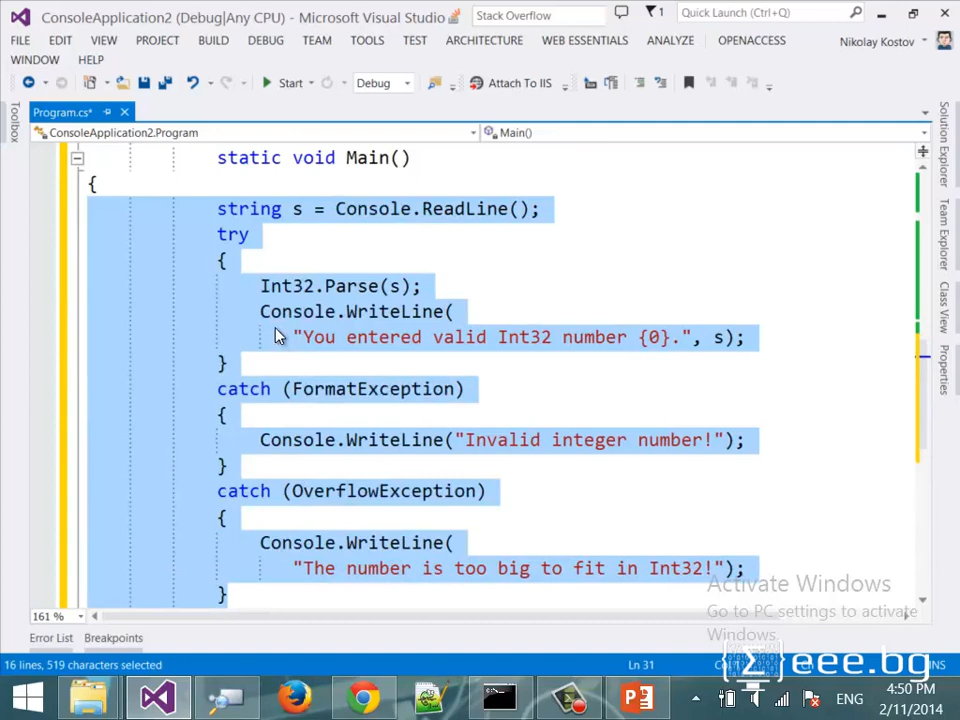 ConsoleApplication2 (Debug|Any CPU) - Microsoft Visual Studio
Stack Overflow
1
Quick Launch (Ctrl+Q)
FILE EDIT VIEW PROJECT BUILD DEBUG TEAM TOOLS TEST ARCHITECTURE WEB ESSENTIALS ANALYZE OPENACCESS Nikolay Kostov
WINDOW HELP
Start Debug Attach To IIS
Program.cs*
Toolbox
ConsoleApplication2.Program Main()
static void Main()
{
string s = Console.ReadLine();
try
{
Int32.Parse(s);
Console.WriteLine(
"You entered valid Int32 number {0}.", s);
}
catch (FormatException)
{
Console.WriteLine("Invalid integer number!");
}
catch (OverflowException)
{
Console.WriteLine(
"The number is too big to fit in Int32!");
}
Solution Explorer
Team Explorer
Class View
Properties
Activate Windows
Go to PC settings to activate
Windows.
161 %
Error List Breakpoints
16 lines, 519 characters selected Ln 31
eee.bg
ENG
4:50 PM
2/11/2014